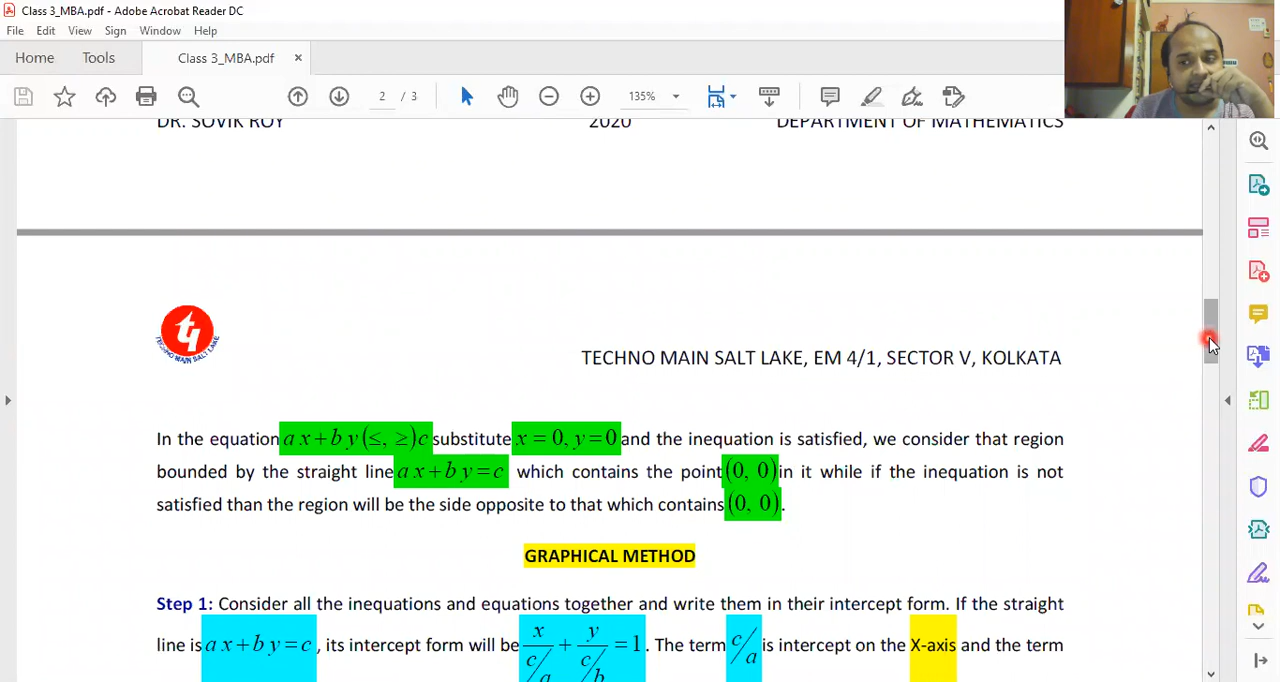 Class 3_MBA.pdf - Adobe Acrobat Reader DC
File Edit View Sign Window Help
Home Tools Class 3_MBA.pdf ×
2 / 3 135%
DR. SOVIK ROY 2020 DEPARTMENT OF MATHEMATICS
TECHNO MAIN SALT LAKE
TECHNO MAIN SALT LAKE, EM 4/1, SECTOR V, KOLKATA
In the equation a x + b y (≤, ≥) c substitute x = 0, y = 0 and the inequation is satisfied, we consider that region
bounded by the straight line a x + b y = c which contains the point (0, 0) in it while if the inequation is not
satisfied than the region will be the side opposite to that which contains (0, 0).
GRAPHICAL METHOD
Step 1: Consider all the inequations and equations together and write them in their intercept form. If the straight
line is a x + b y = c, its intercept form will be x/(c/a) + y/(c/b) = 1. The term c/a is intercept on the X-axis and the term